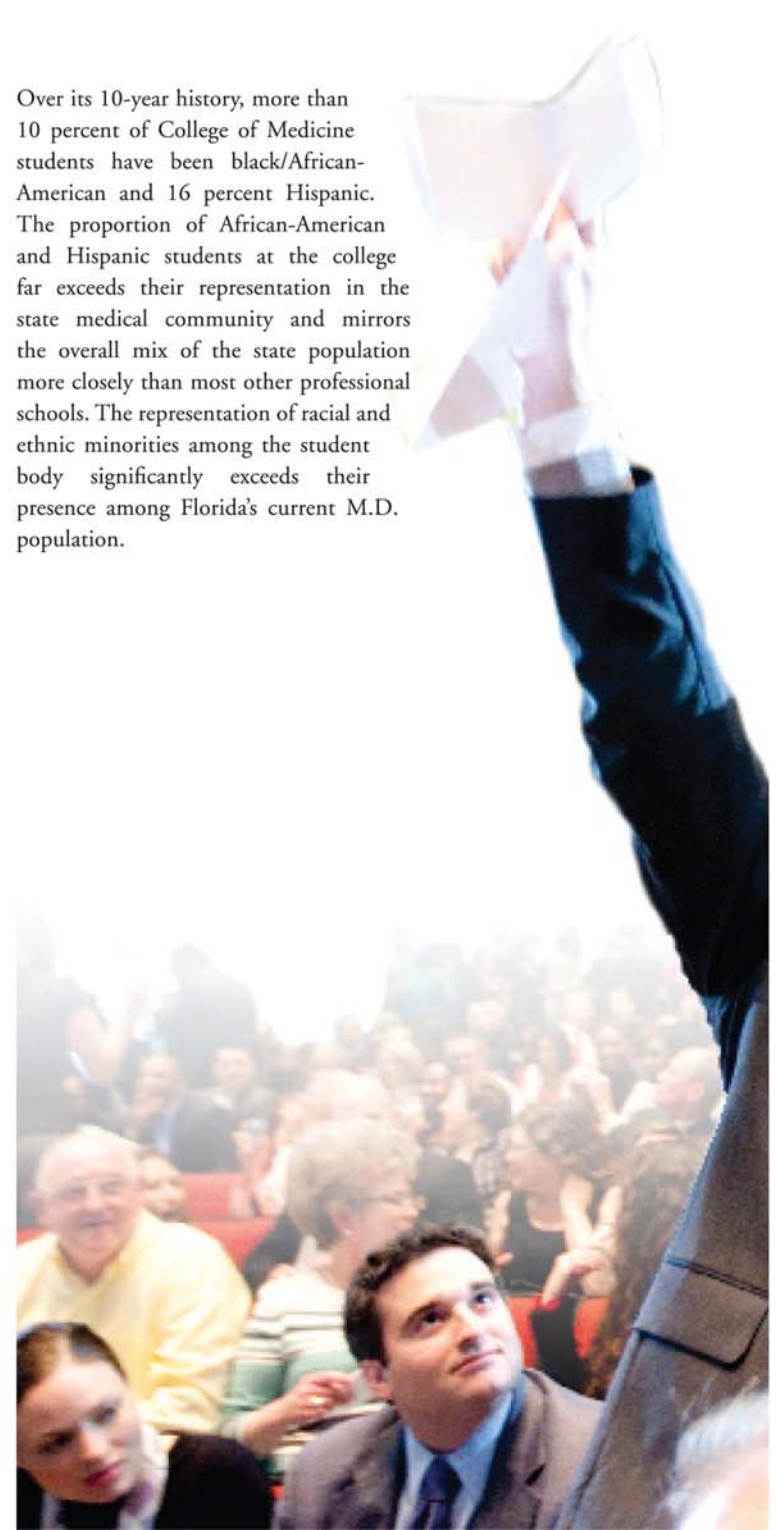 Over its 10-year history, more than
10 percent of College of Medicine
students have been black/African-
American and 16 percent Hispanic.
The proportion of African-American
and Hispanic students at the college
far exceeds their representation in the
state medical community and mirrors
the overall mix of the state population
more closely than most other professional
schools. The representation of racial and
ethnic minorities among the student
body significantly exceeds their
presence among Florida’s current M.D.
population.